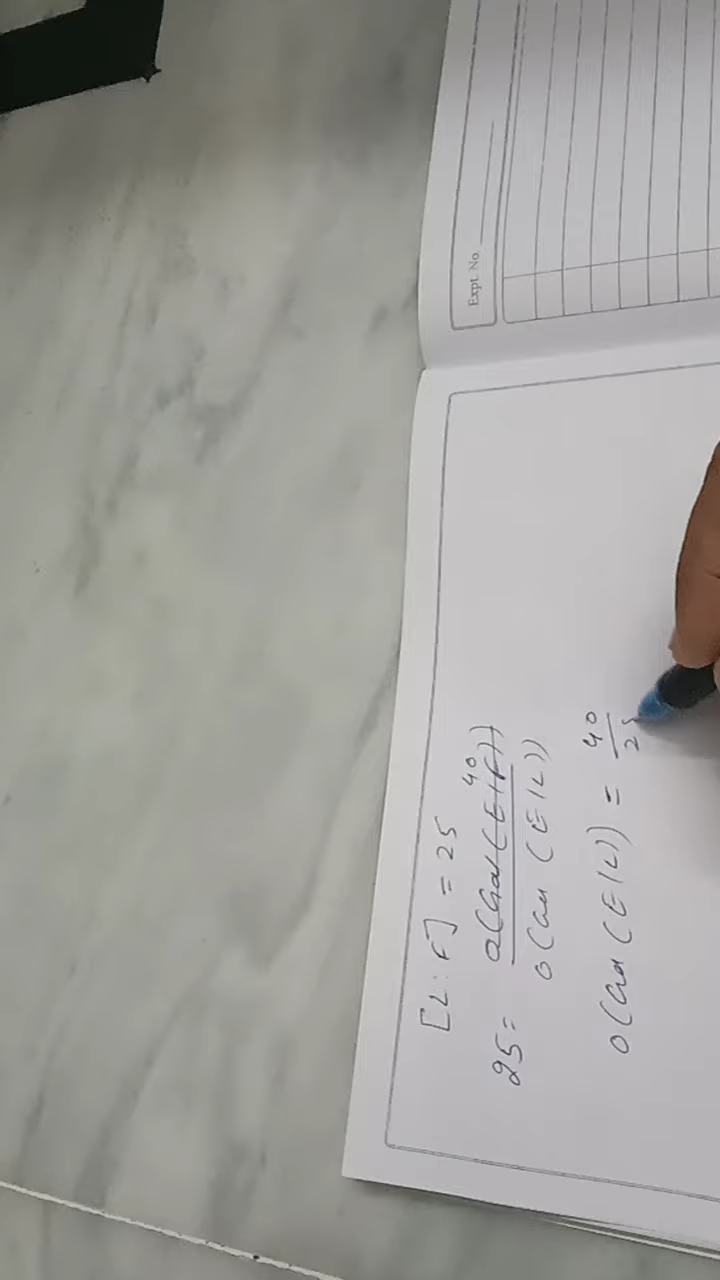 Expt. No.
[L:F] = 25
25 = o(Gal(E|F)) 40
o(Gal(E|L))
o(Gal(E|L)) = 40
25